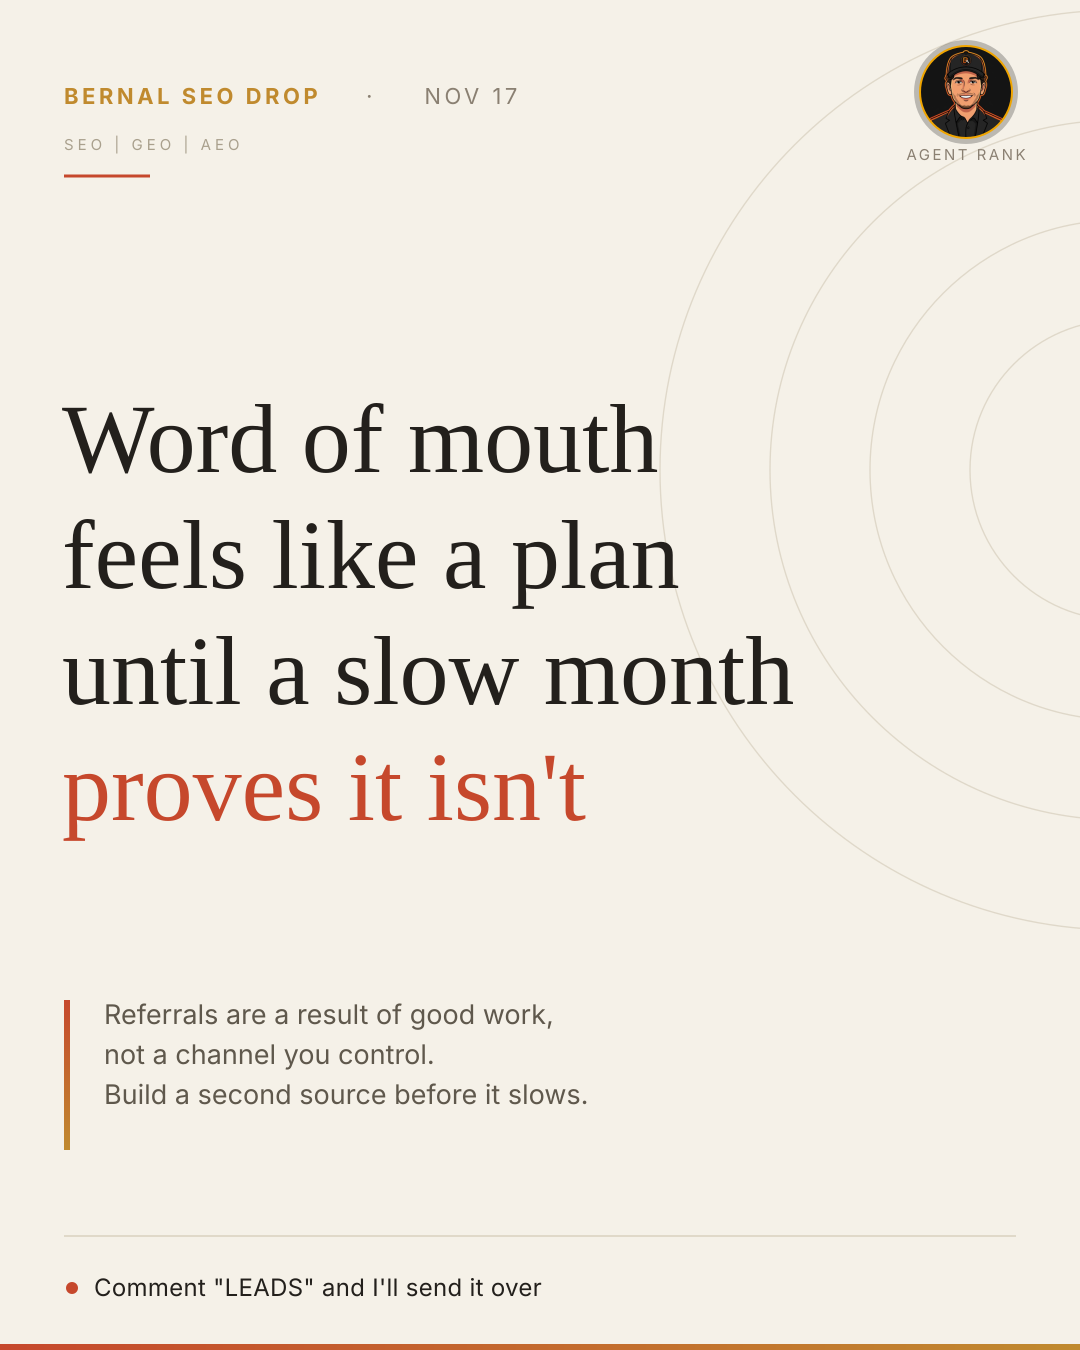 BERNAL SEO DROP · NOV 17
SEO | GEO | AEO
AGENT RANK
Word of mouth
feels like a plan
until a slow month
proves it isn't
Referrals are a result of good work,
not a channel you control.
Build a second source before it slows.
Comment "LEADS" and I'll send it over